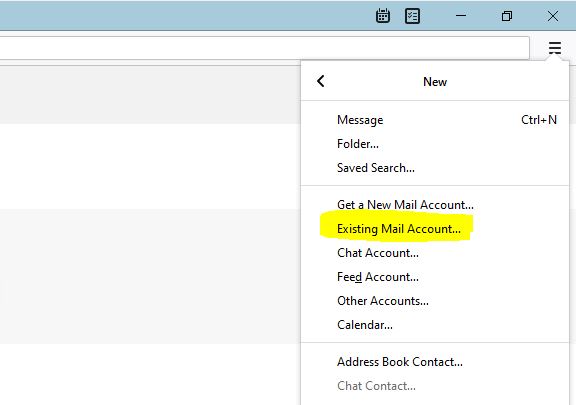 New
Message Ctrl+N
Folder...
Saved Search...
Get a New Mail Account...
Existing Mail Account...
Chat Account...
Feed Account...
Other Accounts...
Calendar...
Address Book Contact...
Chat Contact...